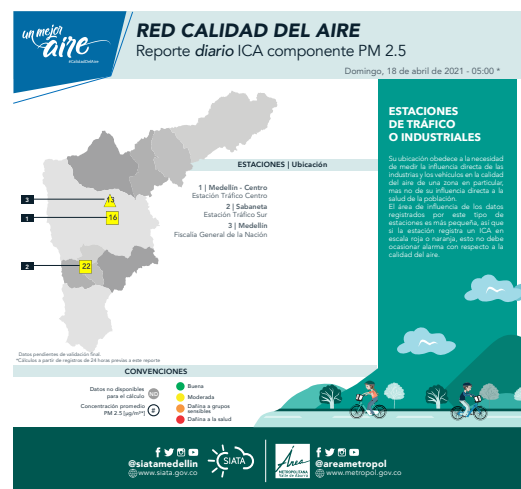 un mejor
aire
#CalidadDelAire
RED CALIDAD DEL AIRE
Reporte diario ICA componente PM 2.5
Domingo, 18 de abril de 2021 - 05:00 *
ESTACIONES | Ubicación
1 | Medellín - Centro
Estación Tráfico Centro
2 | Sabaneta
Estación Tráfico Sur
3 | Medellín
Fiscalía General de la Nación
3
13
1
16
2
22
ESTACIONES
DE TRÁFICO
O INDUSTRIALES
Su ubicación obedece a la necesidad
de medir la influencia directa de las
industrias y los vehículos en la calidad
del aire de una zona en particular,
mas no de su influencia directa a la
salud de la población.
El área de influencia de los datos
registrados por este tipo de
estaciones es más pequeña, así que
si la estación registra un ICA en
escala roja o naranja, esto no debe
ocasionar alarma con respecto a la
calidad del aire.
Datos pendientes de validación final.
*Cálculos a partir de registros de 24 horas previas a este reporte
CONVENCIONES
Datos no disponibles
para el cálculo
ND
Concentración promedio
PM 2.5 (µg/m³*)
#
Buena
Moderada
Dañina a grupos
sensibles
Dañina a la salud
@siatamedellin
www.siata.gov.co
SIATA
Área
METROPOLITANA
Valle de Aburrá
@areametropol
www.metropol.gov.co